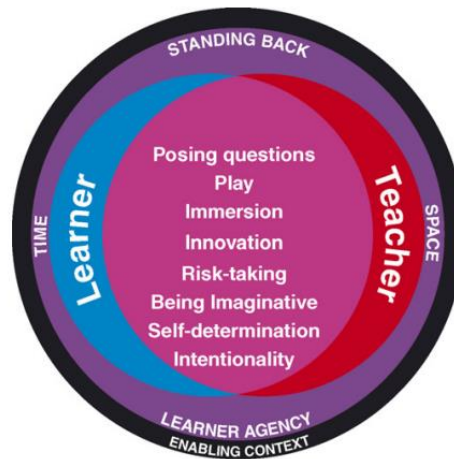 STANDING BACK
TIME
Learner
Posing questions
Play
Immersion
Innovation
Risk-taking
Being Imaginative
Self-determination
Intentionality
Teacher
SPACE
LEARNER AGENCY
ENABLING CONTEXT